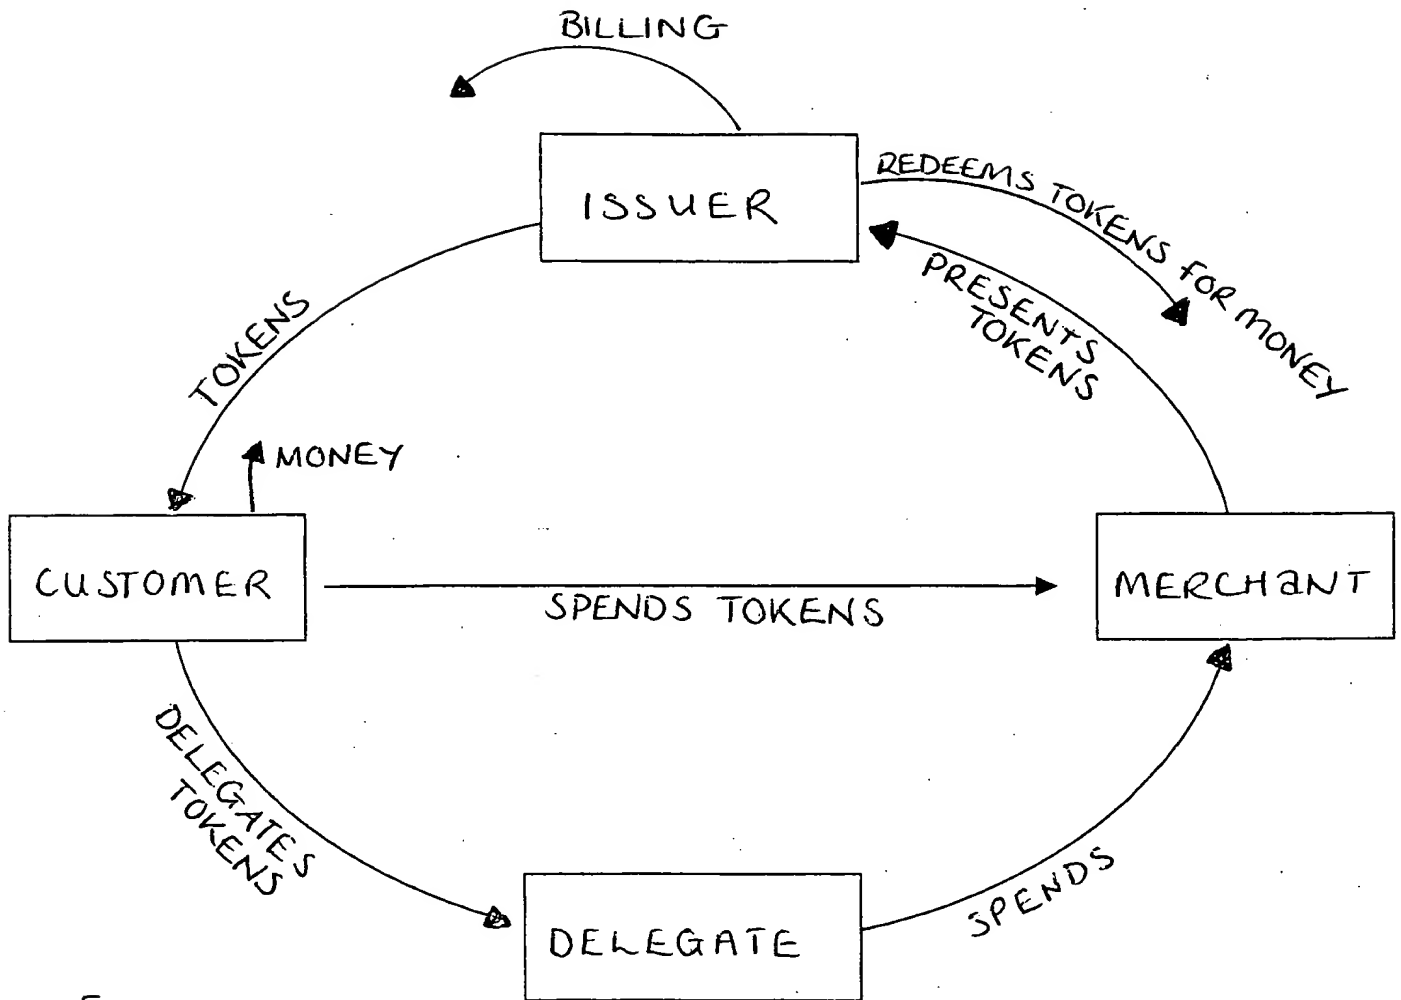 BILLING
ISSUER
REDEEMS TOKENS FOR MONEY
PRESENTS
TOKENS
TOKENS
MONEY
CUSTOMER
SPENDS TOKENS
MERCHANT
DELEGATES
TOKENS
SPENDS
DELEGATE